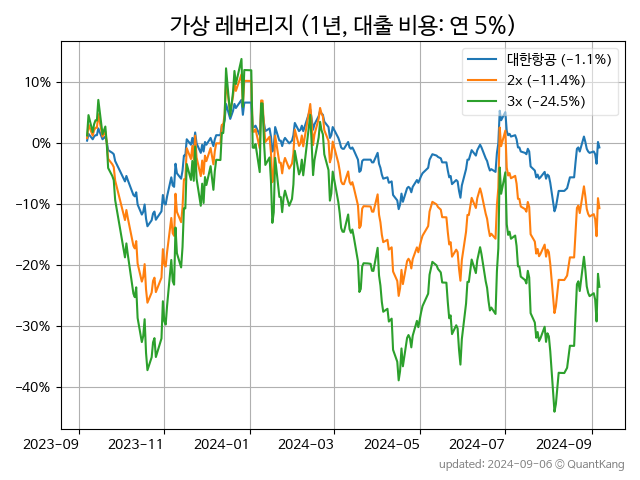 가상 레버리지 (1년, 대출 비용: 연 5%)
대한항공 (−1.1%)
2x (−11.4%)
3x (−24.5%)
10%
0%
−10%
−20%
−30%
−40%
2023-09 2023-11 2024-01 2024-03 2024-05 2024-07 2024-09
updated: 2024-09-06 © QuantKang